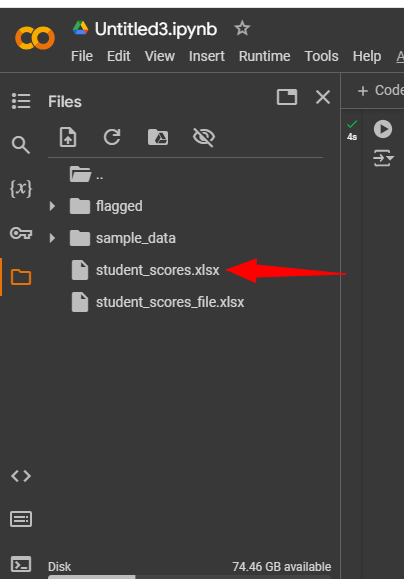 Untitled3.ipynb
File Edit View Insert Runtime Tools Help
Files
+ Code
4s
{x}
..
flagged
sample_data
student_scores.xlsx
student_scores_file.xlsx
Disk 74.46 GB available